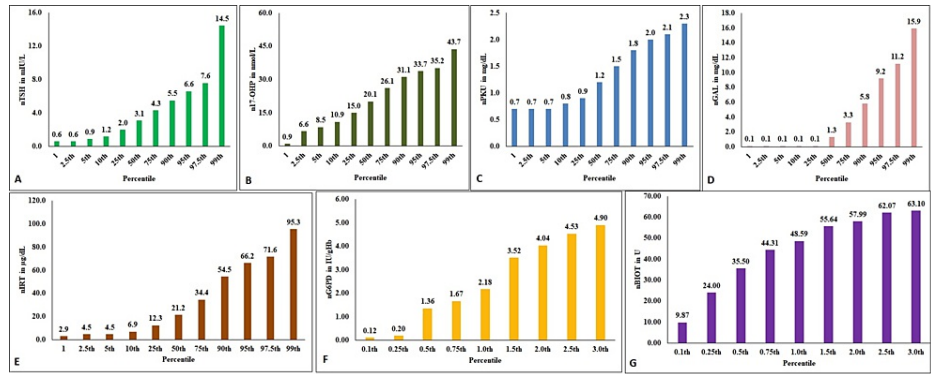 16.0
12.0
8.0
4.0
0.0
nTSH in mIU/L
0.6 0.6 0.9 1.2 2.0 3.1 4.3 5.5 6.6 7.6 14.5
1 2.5th 5th 10th 25th 50th 75th 90th 95th 97.5th 99th
Percentile
A
60.0
45.0
30.0
15.0
0.0
n17-OHP in nmol/L
0.9 6.6 8.5 10.9 15.0 20.1 26.1 31.1 33.7 35.2 43.7
1 2.5th 5th 10th 25th 50th 75th 90th 95th 97.5th 99th
Percentile
B
2.5
2.0
1.5
1.0
0.5
0.0
nPKU in mg/dL
0.7 0.7 0.7 0.8 0.9 1.2 1.5 1.8 2.0 2.1 2.3
1 2.5th 5th 10th 25th 50th 75th 90th 95th 97.5th 99th
Percentile
C
18.0
16.0
14.0
12.0
10.0
8.0
6.0
4.0
2.0
0.0
nGAL in mg/dL
0.1 0.1 0.1 0.1 0.1 1.3 3.3 5.8 9.2 11.2 15.9
1 2.5th 5th 10th 25th 50th 75th 90th 95th 97.5th 99th
Percentile
D
120.0
100.0
80.0
60.0
40.0
20.0
0.0
nIRT in µg/dL
2.9 4.5 4.5 6.9 12.3 21.2 34.4 54.5 66.2 71.6 95.3
1 2.5th 5th 10th 25th 50th 75th 90th 95th 97.5th 99th
Percentile
E
6.00
5.00
4.00
3.00
2.00
1.00
0.00
nG6PD in IU/gHb
0.12 0.20 1.36 1.67 2.18 3.52 4.04 4.53 4.90
0.1th 0.25th 0.5th 0.75th 1.0th 1.5th 2.0th 2.5th 3.0th
Percentile
F
70.00
60.00
50.00
40.00
30.00
20.00
10.00
0.00
nBIOT in U
9.87 24.00 35.50 44.31 48.59 55.64 57.99 62.07 63.10
0.1th 0.25th 0.5th 0.75th 1.0th 1.5th 2.0th 2.5th 3.0th
Percentile
G